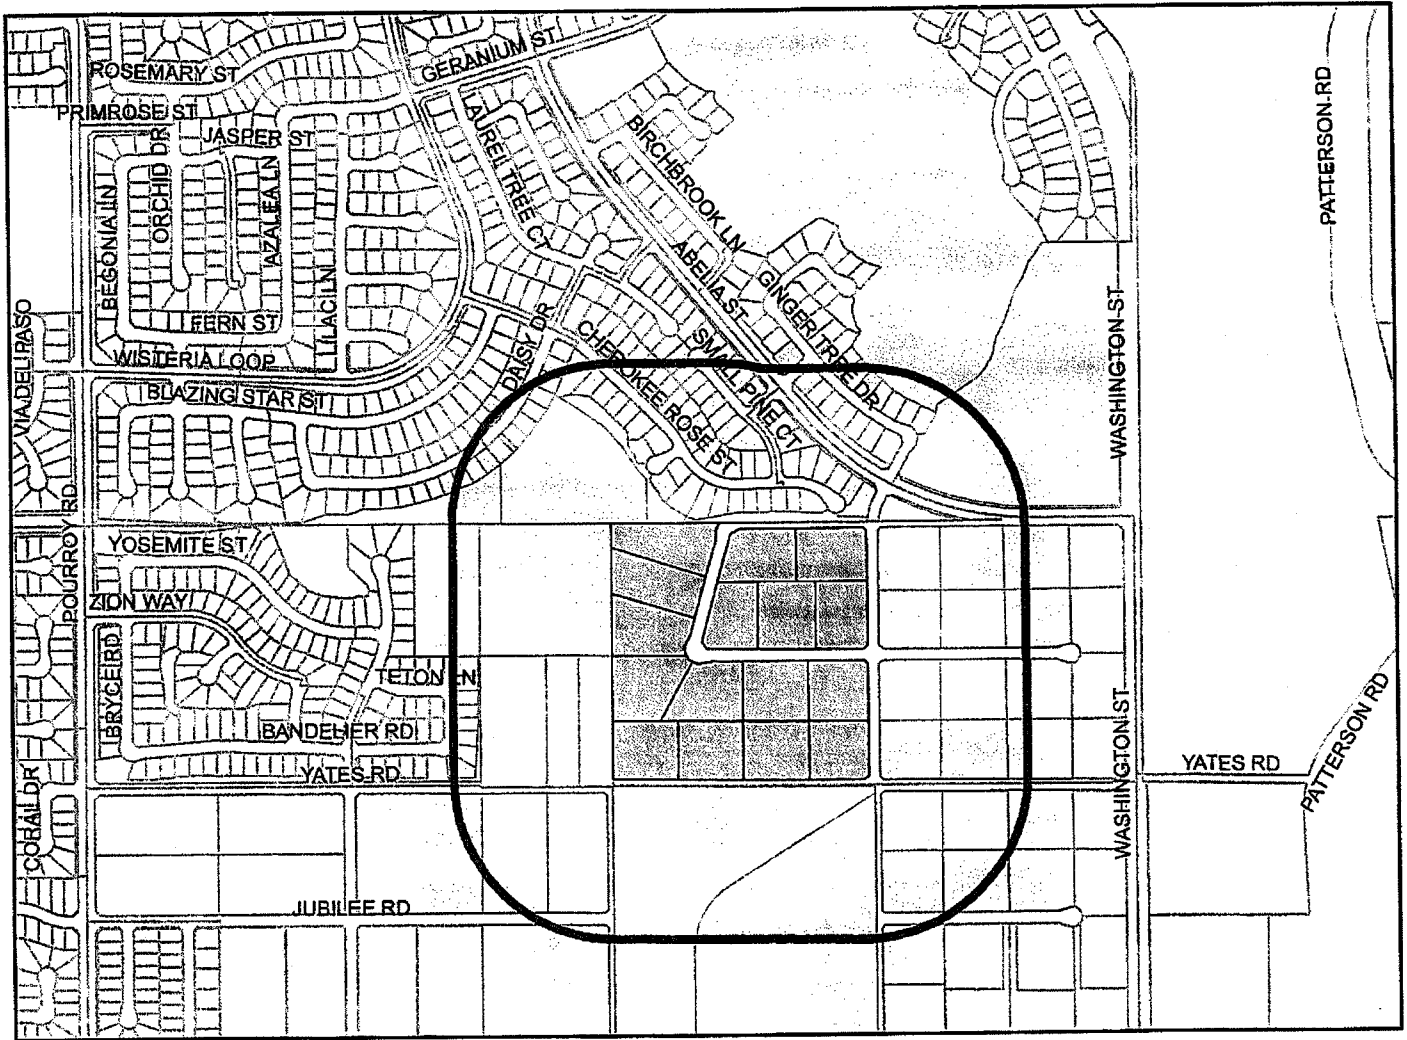 ROSEMARY ST
GERANIUM ST
PRIMROSE ST
JASPER ST
ORCHID DR
AZALEA LN
BEGONIA LN
LILAC LN
LAUREL TREE CT
BIRCHBROOK LN
ABELIA ST
GINGER TREE DR
PATTERSON RD
WASHINGTON ST
VIA DEL PASO
FERN ST
WISTERIA LOOP
BLAZING STAR ST
DAISY DR
CHEROKEE ROSE ST
SMALL PINE CT
POURROY RD
YOSEMITE ST
ZION WAY
BRYCE RD
TETON LN
BANDELIER RD
YATES RD
CORAL DR
JUBILEE RD
WASHINGTON ST
YATES RD
PATTERSON RD